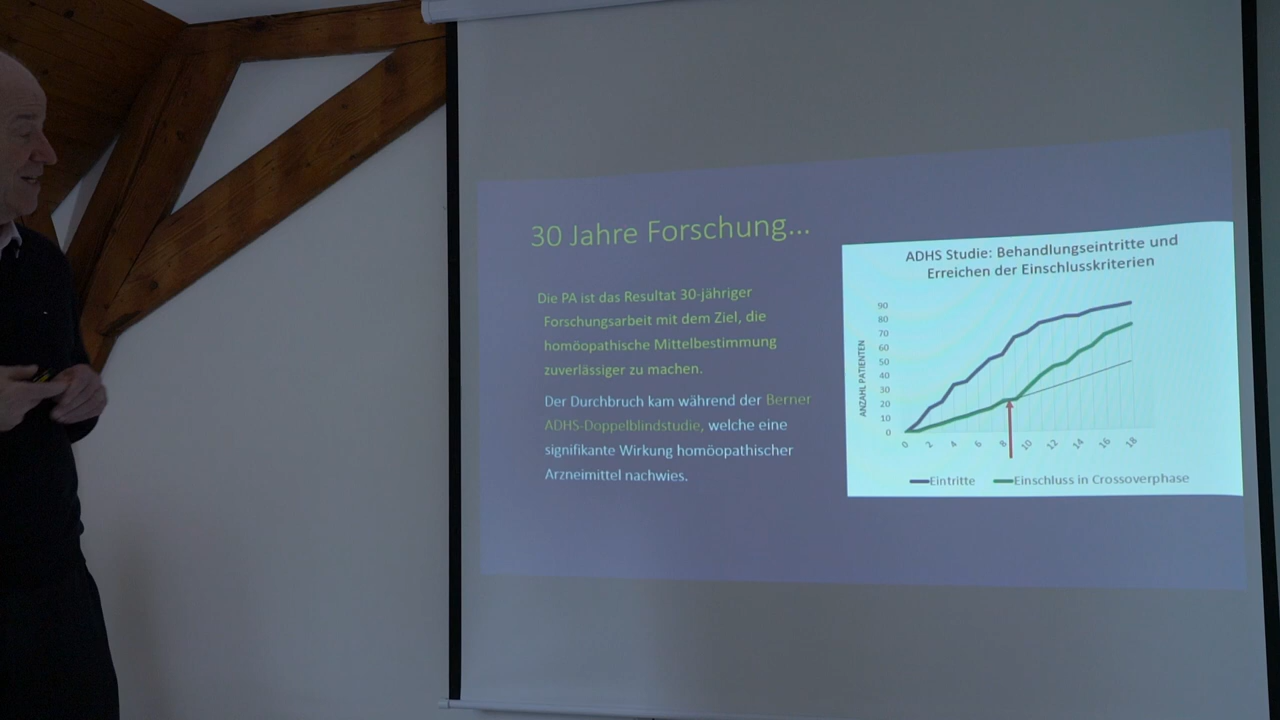 30 Jahre Forschung...
Die PA ist das Resultat 30-jähriger
Forschungsarbeit mit dem Ziel, die
homöopathische Mittelbestimmung
zuverlässiger zu machen.
Der Durchbruch kam während der Berner
ADHS-Doppelblindstudie, welche eine
signifikante Wirkung homöopathischer
Arzneimittel nachwies.
ADHS Studie: Behandlungseintritte und
Erreichen der Einschlusskriterien
ANZAHL PATIENTEN
90
80
70
60
50
40
30
20
10
0
0 2 4 6 8 10 12 14 16 18
Eintritte Einschluss in Crossoverphase